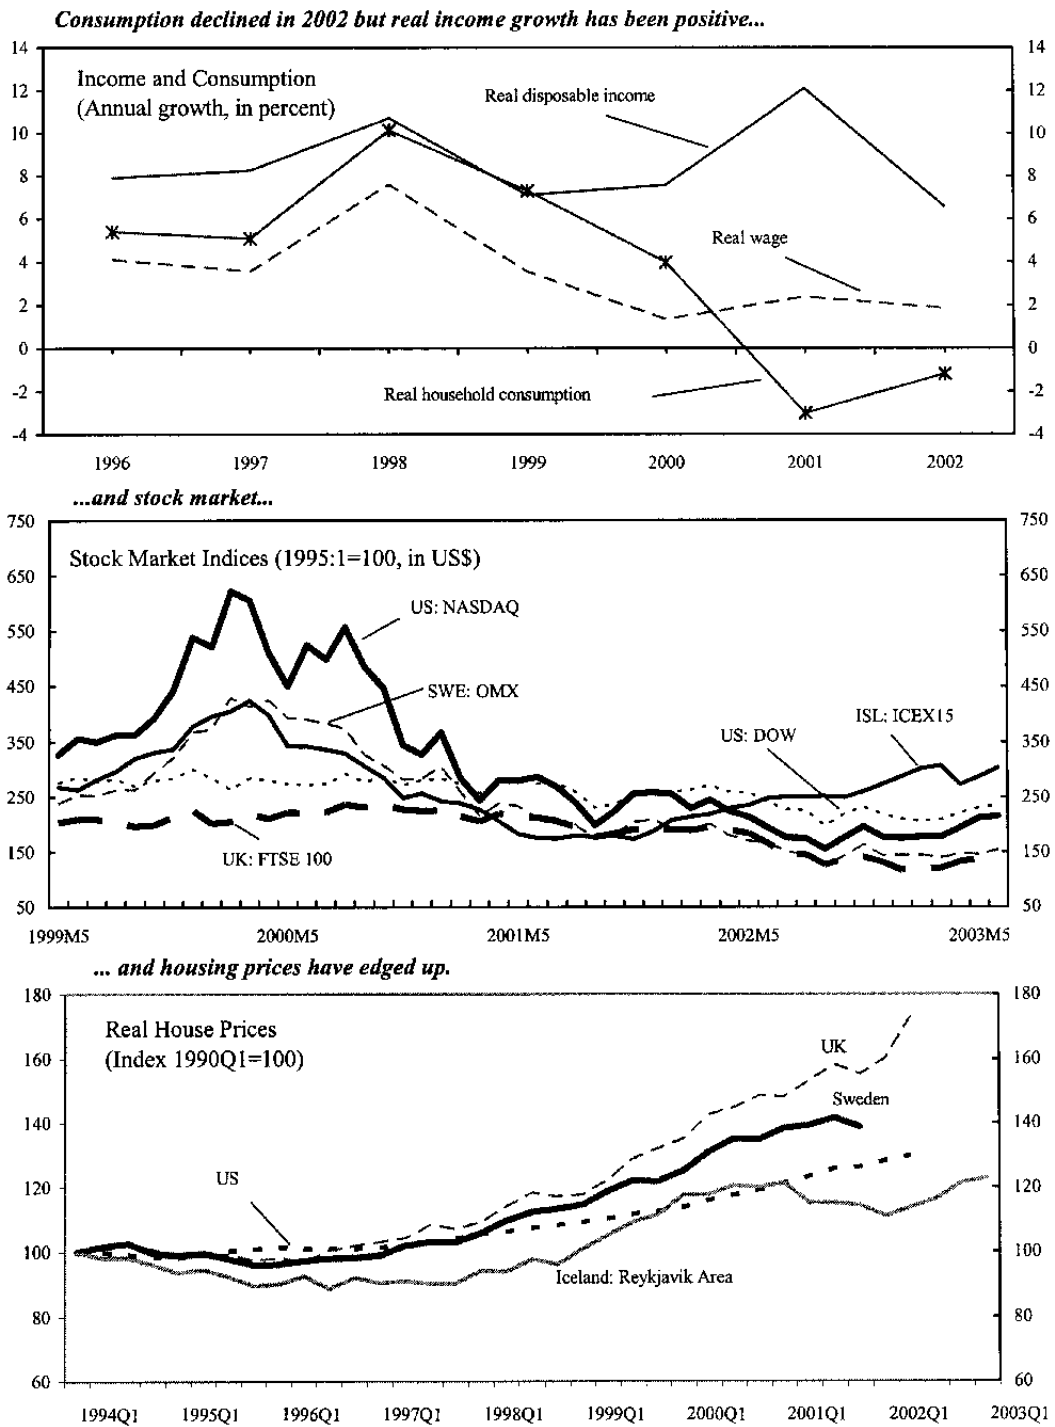 Consumption declined in 2002 but real income growth has been positive...
14 14
Income and Consumption
(Annual growth, in percent)
Real disposable income
12 12
10 10
8 8
6 6
Real wage
4 4
2 2
0 0
Real household consumption
-2 -2
-4 -4
1996 1997 1998 1999 2000 2001 2002
...and stock market...
750 750
Stock Market Indices (1995:1=100, in US$)
650 650
US: NASDAQ
550 550
SWE: OMX
450 450
ISL: ICEX15
US: DOW
350 350
250 250
UK: FTSE 100
150 150
50 50
1999M5 2000M5 2001M5 2002M5 2003M5
... and housing prices have edged up.
180 180
Real House Prices
(Index 1990Q1=100)
UK
160 160
Sweden
140 140
US
120 120
100 100
Iceland: Reykjavik Area
80 80
60 60
1994Q1 1995Q1 1996Q1 1997Q1 1998Q1 1999Q1 2000Q1 2001Q1 2002Q1 2003Q1